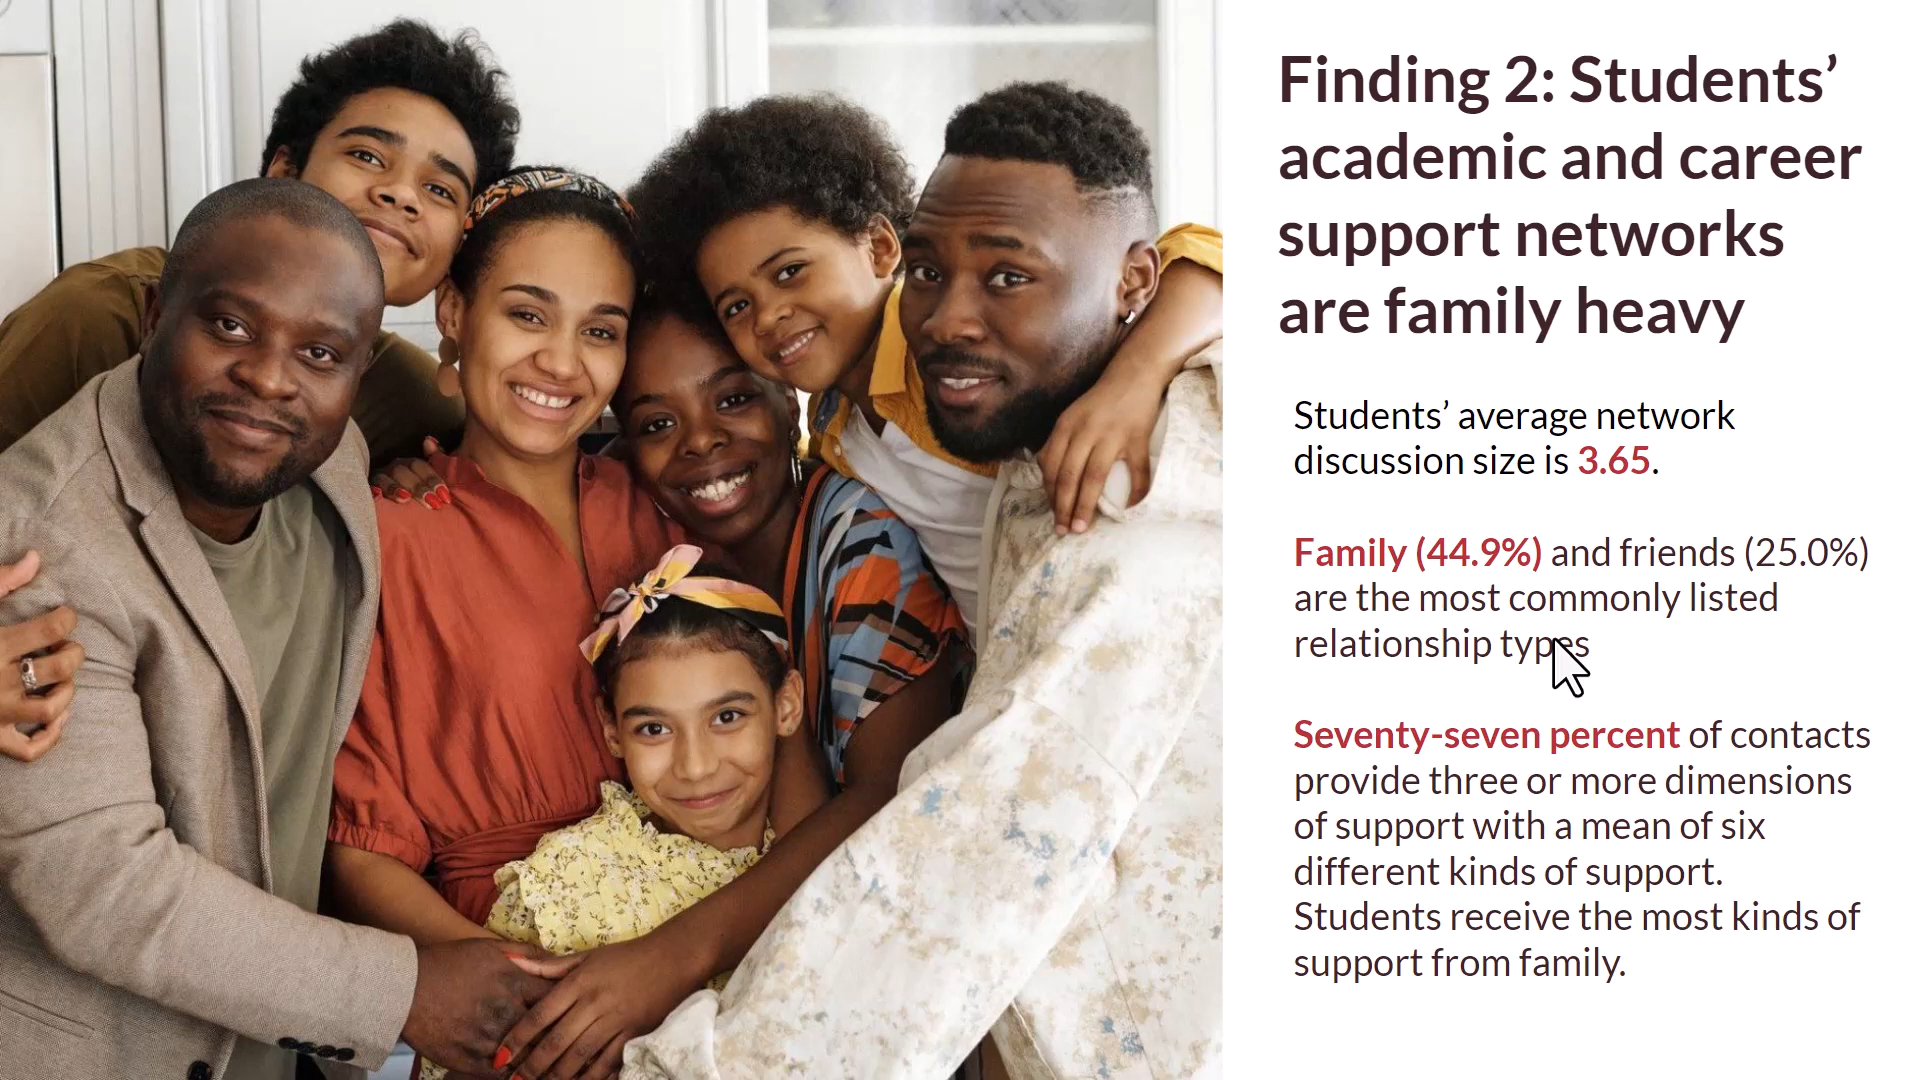 Finding 2: Students’
academic and career
support networks
are family heavy
Students’ average network
discussion size is 3.65.
Family (44.9%) and friends (25.0%)
are the most commonly listed
relationship types
Seventy-seven percent of contacts
provide three or more dimensions
of support with a mean of six
different kinds of support.
Students receive the most kinds of
support from family.